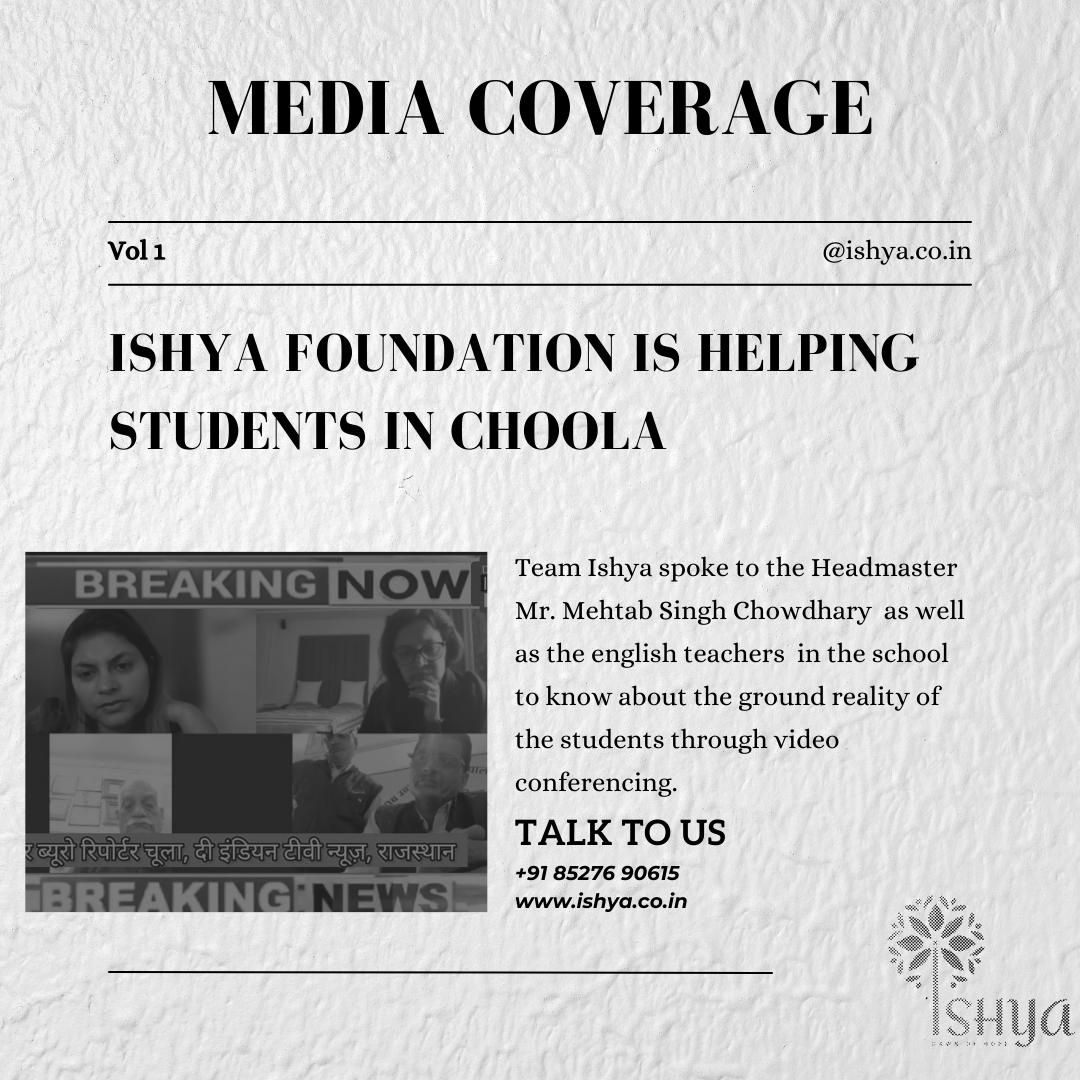 MEDIA COVERAGE
Vol 1
@ishya.co.in
ISHYA FOUNDATION IS HELPING
STUDENTS IN CHOOLA
BREAKING NOW
ब्यूरो रिपोर्टर चूला, दी इंडियन टीवी न्यूज़, राजस्थान
BREAKING NEWS
Team Ishya spoke to the Headmaster
Mr. Mehtab Singh Chowdhary  as well
as the english teachers  in the school
to know about the ground reality of
the students through video
conferencing.
TALK TO US
+91 85276 90615
www.ishya.co.in
ISHya
DAWN OF HOPE